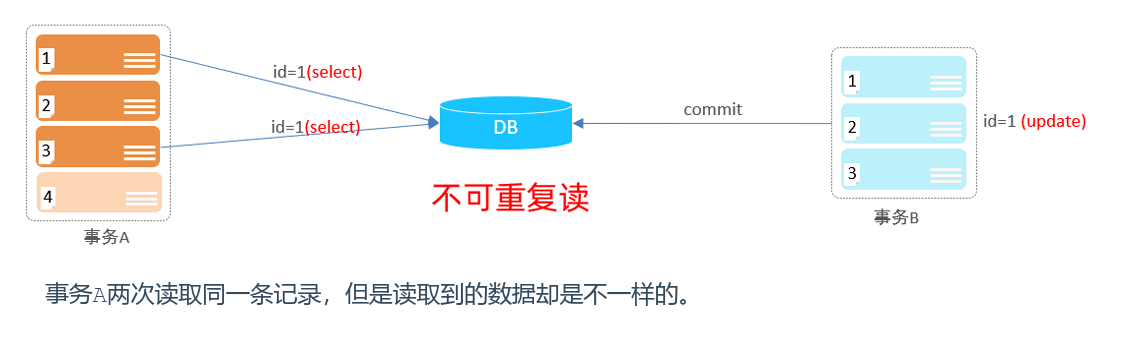 1
2
3
4
事务A
id=1(select)
id=1(select)
DB
不可重复读
commit
1
2
3
id=1 (update)
事务B
事务A两次读取同一条记录，但是读取到的数据却是不一样的。